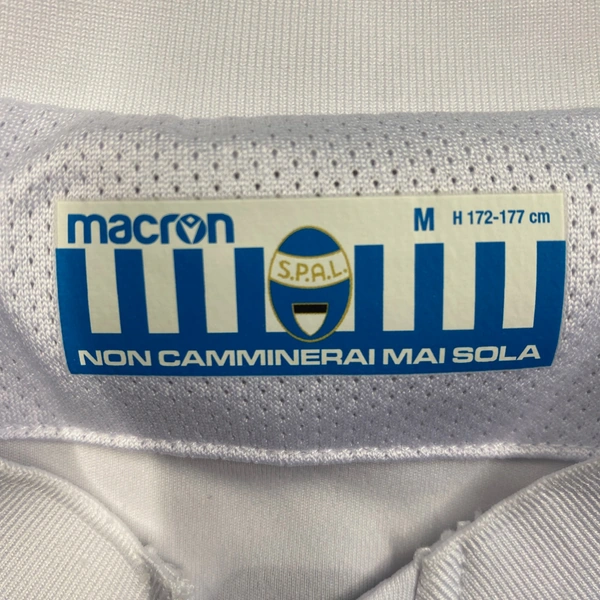 macron M H 172-177 cm
S.P.A.L.
NON CAMMINERAI MAI SOLA